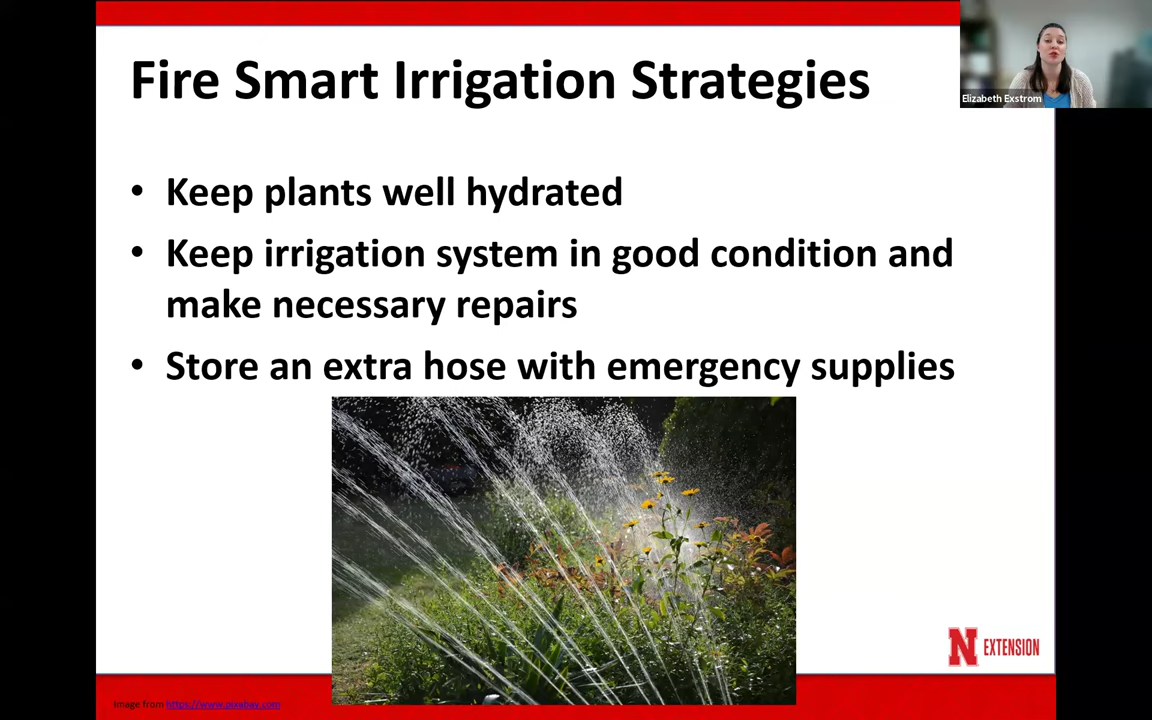 Fire Smart Irrigation Strategies
Elizabeth Exstrom
• Keep plants well hydrated
• Keep irrigation system in good condition and
make necessary repairs
• Store an extra hose with emergency supplies
N EXTENSION
Image from https://www.pixabay.com